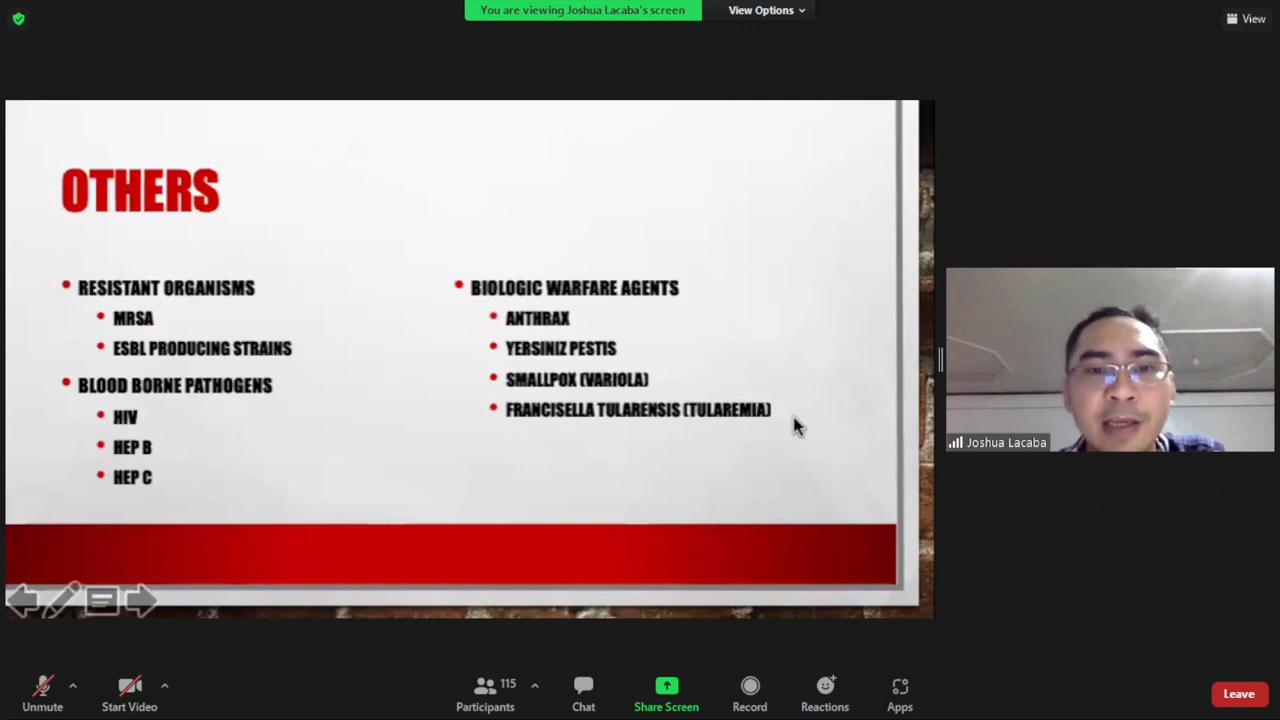 You are viewing Joshua Lacaba's screen
View Options
View
OTHERS
RESISTANT ORGANISMS
MRSA
ESBL PRODUCING STRAINS
BLOOD BORNE PATHOGENS
HIV
HEP B
HEP C
BIOLOGIC WARFARE AGENTS
ANTHRAX
YERSINIZ PESTIS
SMALLPOX (VARIOLA)
FRANCISELLA TULARENSIS (TULAREMIA)
Joshua Lacaba
Unmute
Start Video
115
Participants
Chat
Share Screen
Record
Reactions
Apps
Leave